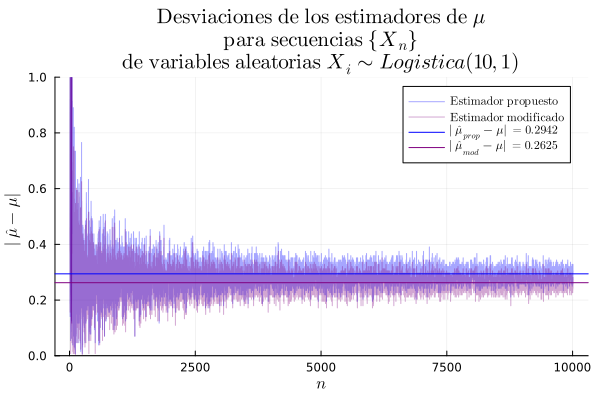 Desviaciones de los estimadores de μ
para secuencias {Xₙ}
de variables aleatorias Xᵢ ∼ Logistica(10, 1)
1.0
0.8
0.6
0.4
0.2
0.0
| μ̂ − μ|
Estimador propuesto
Estimador modificado
| μ̂_prop − μ| = 0.2942
| μ̂_mod − μ| = 0.2625
0
2500
5000
7500
10000
n